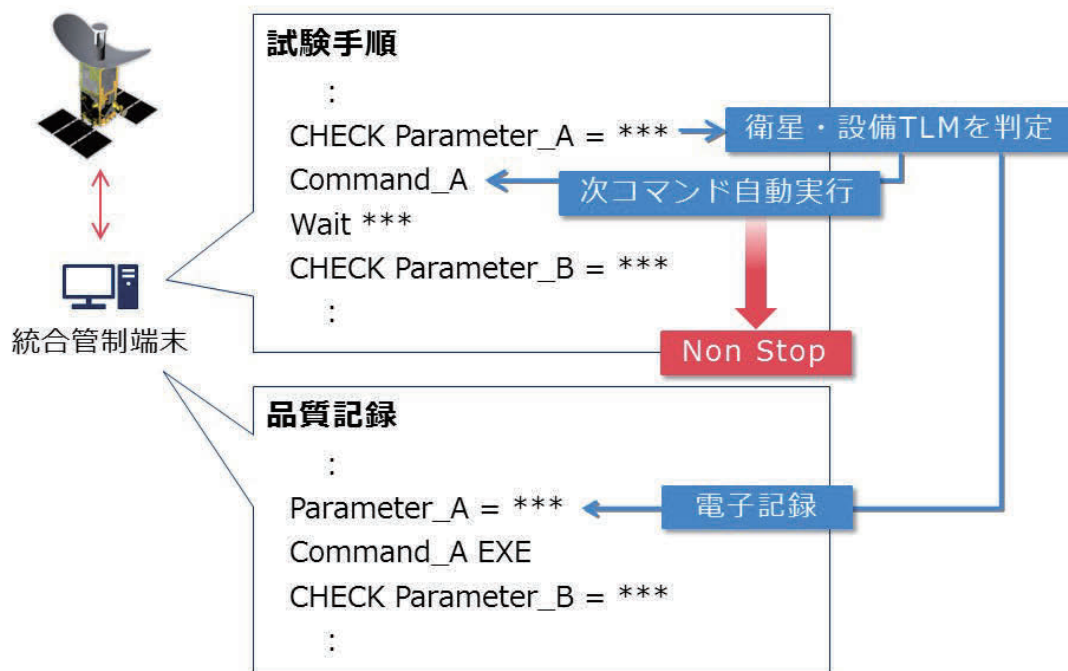 試験手順
:
CHECK Parameter_A = ***
衛星・設備TLMを判定
Command_A
次コマンド自動実行
Wait ***
CHECK Parameter_B = ***
:
Non Stop
統合管制端末
品質記録
:
Parameter_A = ***
電子記録
Command_A EXE
CHECK Parameter_B = ***
: